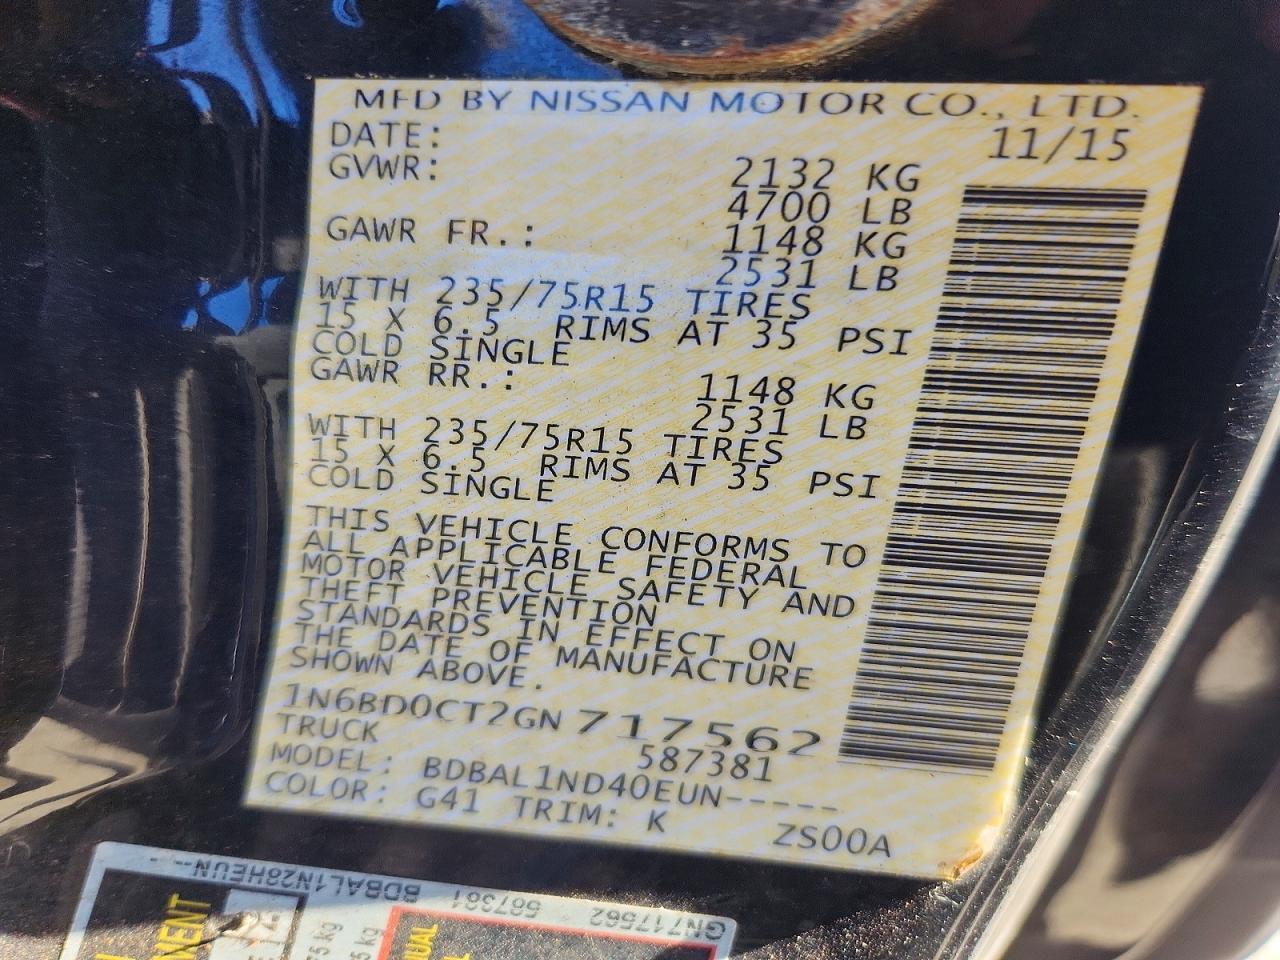 MFD BY NISSAN MOTOR CO., LTD.
DATE: 11/15
GVWR: 2132 KG
4700 LB
GAWR FR.: 1148 KG
2531 LB
WITH 235/75R15 TIRES
15 X 6.5 RIMS AT 35 PSI
COLD SINGLE
GAWR RR.: 1148 KG
2531 LB
WITH 235/75R15 TIRES
15 X 6.5 RIMS AT 35 PSI
COLD SINGLE
THIS VEHICLE CONFORMS TO
ALL APPLICABLE FEDERAL
MOTOR VEHICLE SAFETY AND
THEFT PREVENTION
STANDARDS IN EFFECT ON
THE DATE OF MANUFACTURE
SHOWN ABOVE.
1N6BD0CT2GN717562
TRUCK 587381
MODEL: BDBAL1ND40EUN-----
COLOR: G41 TRIM: K ZS00A
GN717562 587381 BDBAL1N28HEUN--